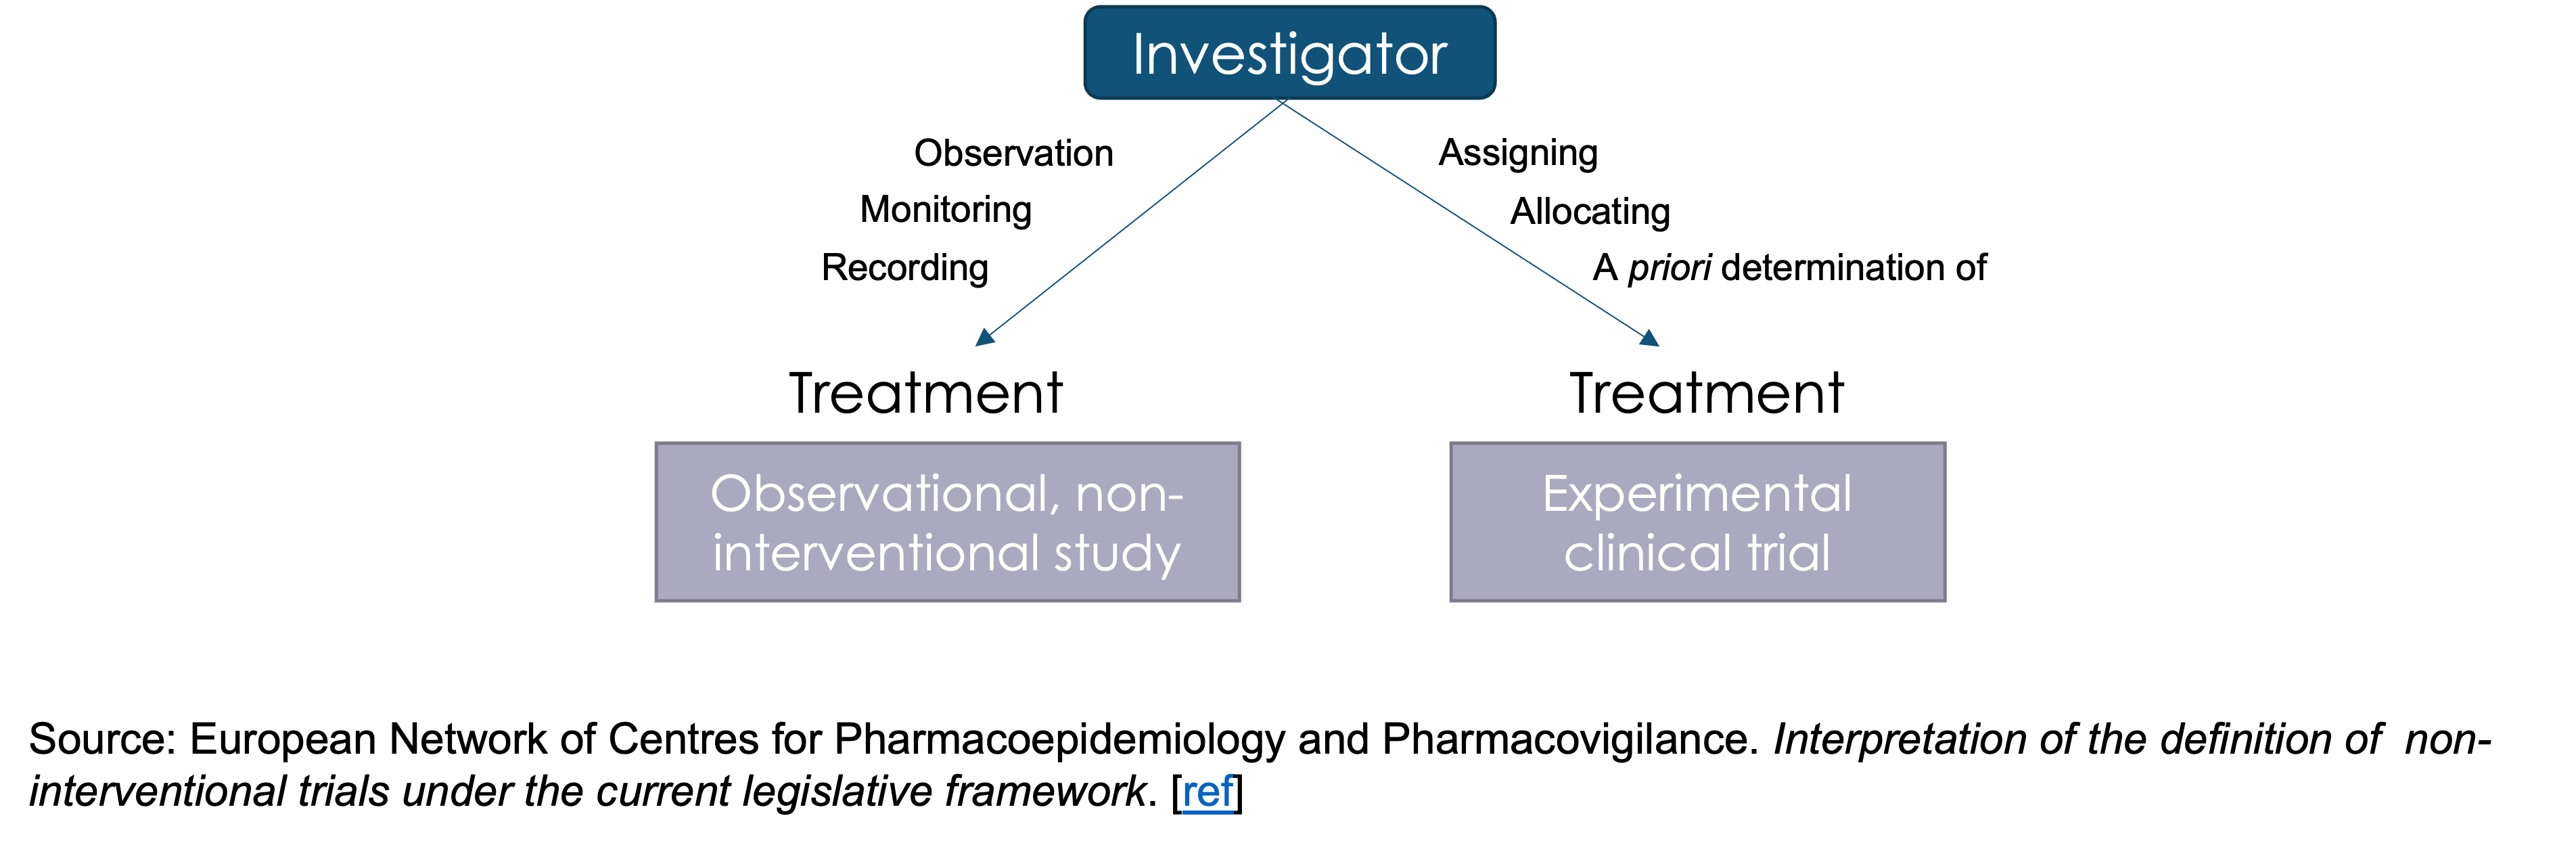 Investigator
Observation
Monitoring
Recording
Assigning
Allocating
A priori determination of
Treatment
Observational, non-
interventional study
Treatment
Experimental
clinical trial
Source: European Network of Centres for Pharmacoepidemiology and Pharmacovigilance. Interpretation of the definition of  non-
interventional trials under the current legislative framework. [ref]